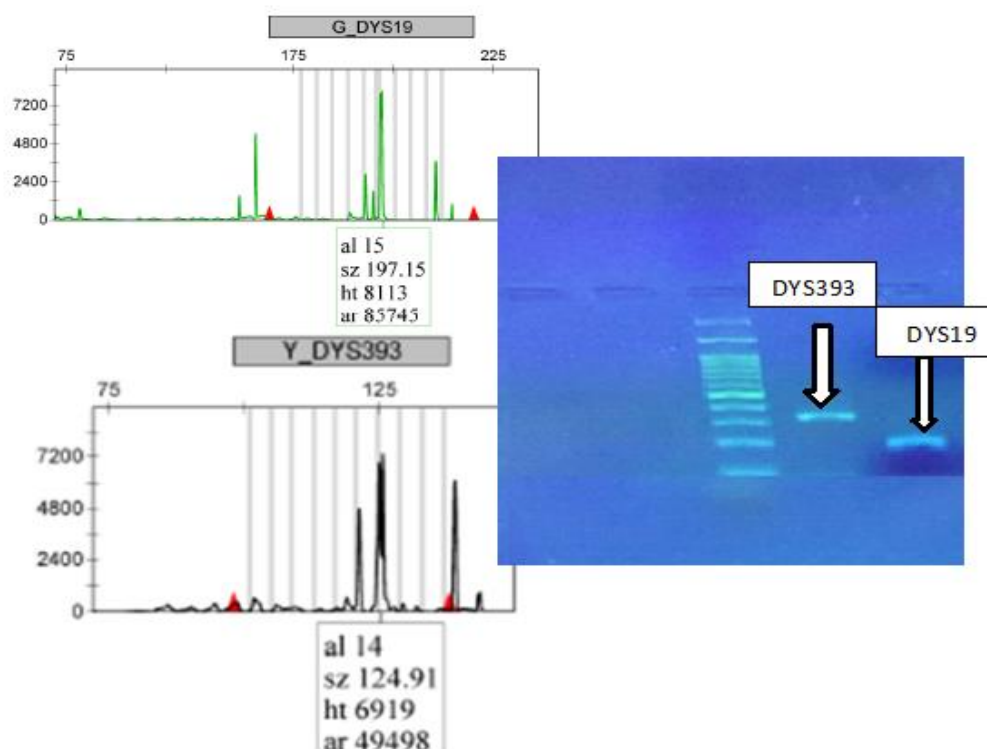 G_DYS19
75 175 225
7200
4800
2400
0
al 15
sz 197.15
ht 8113
ar 85745
Y_DYS393
75 125
7200
4800
2400
0
al 14
sz 124.91
ht 6919
ar 49498
DYS393
DYS19